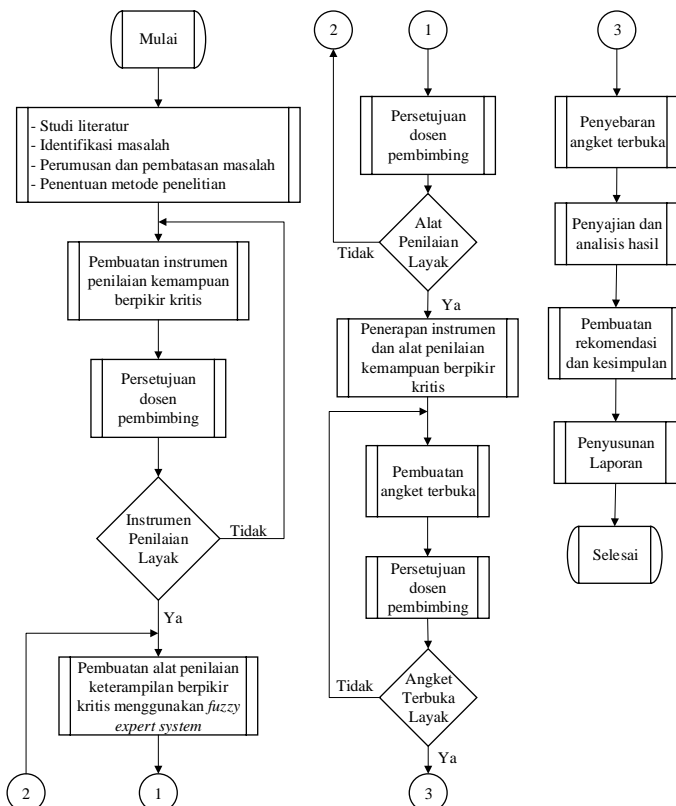 Mulai
- Studi literatur
- Identifikasi masalah
- Perumusan dan pembatasan masalah
- Penentuan metode penelitian
Pembuatan instrumen
penilaian kemampuan
berpikir kritis
Persetujuan
dosen
pembimbing
Instrumen
Penilaian
Layak
Tidak
Ya
Pembuatan alat penilaian
keterampilan berpikir
kritis menggunakan fuzzy
expert system
2
1
2
1
Persetujuan
dosen
pembimbing
Alat
Penilaian
Layak
Tidak
Ya
Penerapan instrumen
dan alat penilaian
kemampuan berpikir
kritis
Pembuatan
angket terbuka
Persetujuan
dosen
pembimbing
Angket
Terbuka
Layak
Tidak
Ya
3
3
Penyebaran
angket terbuka
Penyajian dan
analisis hasil
Pembuatan
rekomendasi
dan kesimpulan
Penyusunan
Laporan
Selesai